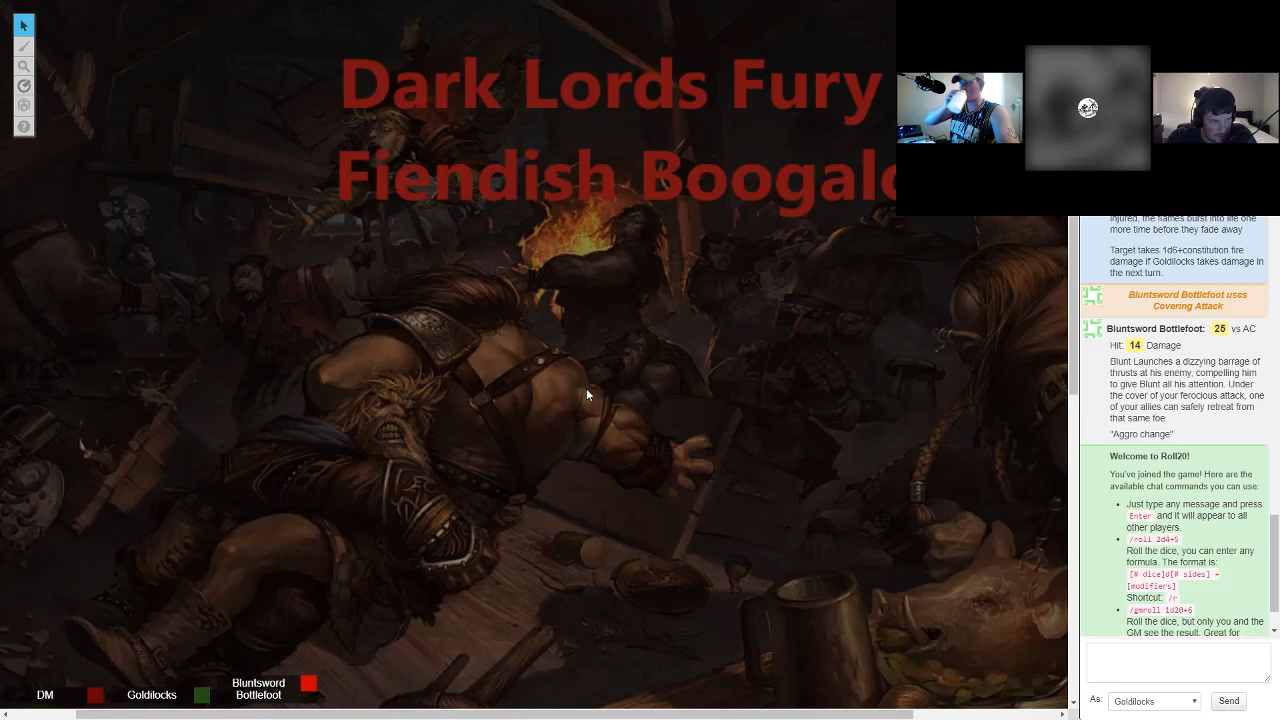 Dark Lords Fury
Fiendish Boogalo
injured, the flames burst into life one
more time before they fade away
Target takes 1d6+constitution fire
damage if Goldilocks takes damage in
the next turn.
Bluntsword Bottlefoot uses
Covering Attack
Bluntsword Bottlefoot: 25 vs AC
Hit: 14 Damage
Blunt Launches a dizzying barrage of
thrusts at his enemy, compelling him
to give Blunt all his attention. Under
the cover of your ferocious attack, one
of your allies can safely retreat from
that same foe
"Aggro change"
Welcome to Roll20!
You've joined the game! Here are the
available chat commands you can use:
• Just type any message and press
Enter and it will appear to all
other players.
• /roll 2d4+5
Roll the dice, you can enter any
formula. The format is:
[# dice]d[# sides] +
[modifiers]
Shortcut: /r
• /gmroll 1d20+6
Roll the dice, but only you and the
GM see the result. Great for
As: Goldilocks Send
DM Goldilocks Bluntsword
Bottlefoot